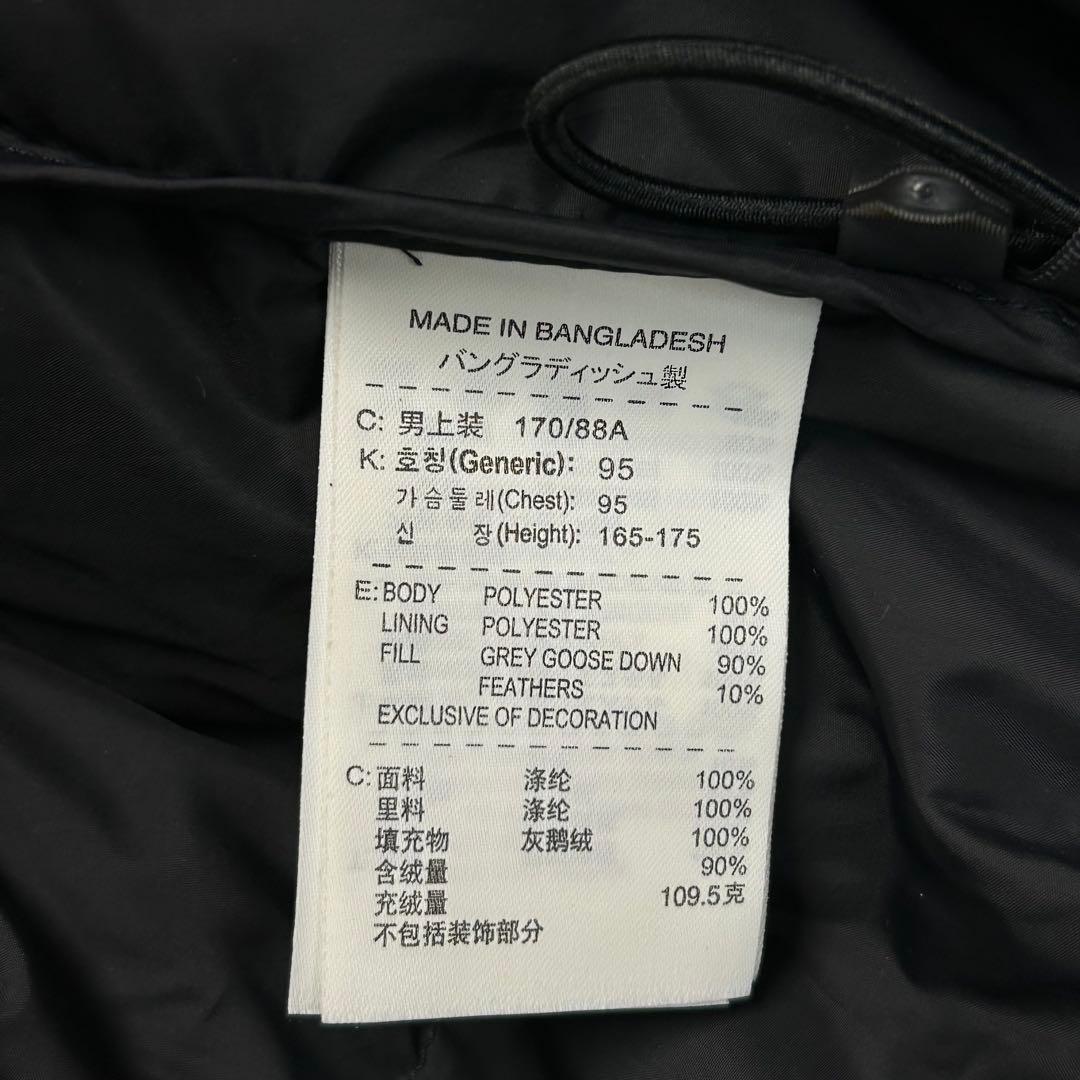 MADE IN BANGLADESH
バングラディッシュ製
C: 男上装 170/88A
K: 호칭(Generic): 95
가슴둘레(Chest): 95
신 장(Height): 165-175
E: BODY POLYESTER 100%
LINING POLYESTER 100%
FILL GREY GOOSE DOWN 90%
FEATHERS 10%
EXCLUSIVE OF DECORATION
C: 面料 涤纶 100%
里料 涤纶 100%
填充物 灰鹅绒 100%
含绒量 90%
充绒量 109.5克
不包括装饰部分